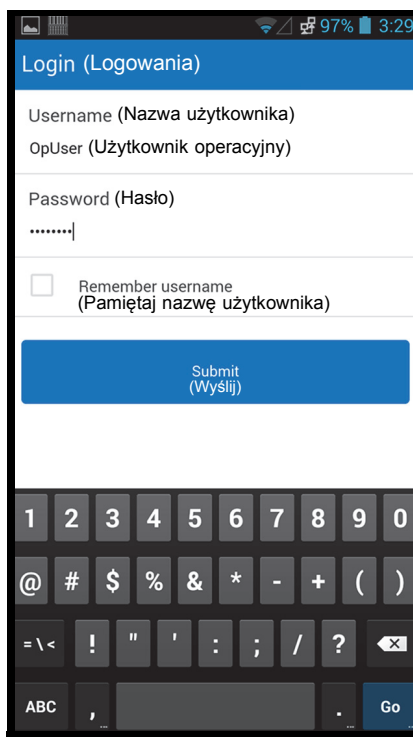 97% 3:29
Login (Logowania)
Username (Nazwa użytkownika)
OpUser (Użytkownik operacyjny)
Password (Hasło)
••••••••
Remember username
(Pamiętaj nazwę użytkownika)
Submit
(Wyślij)
1 2 3 4 5 6 7 8 9 0
@ # $ % & * - + ( )
= \ < ! " ' : ; / ?
ABC , . Go